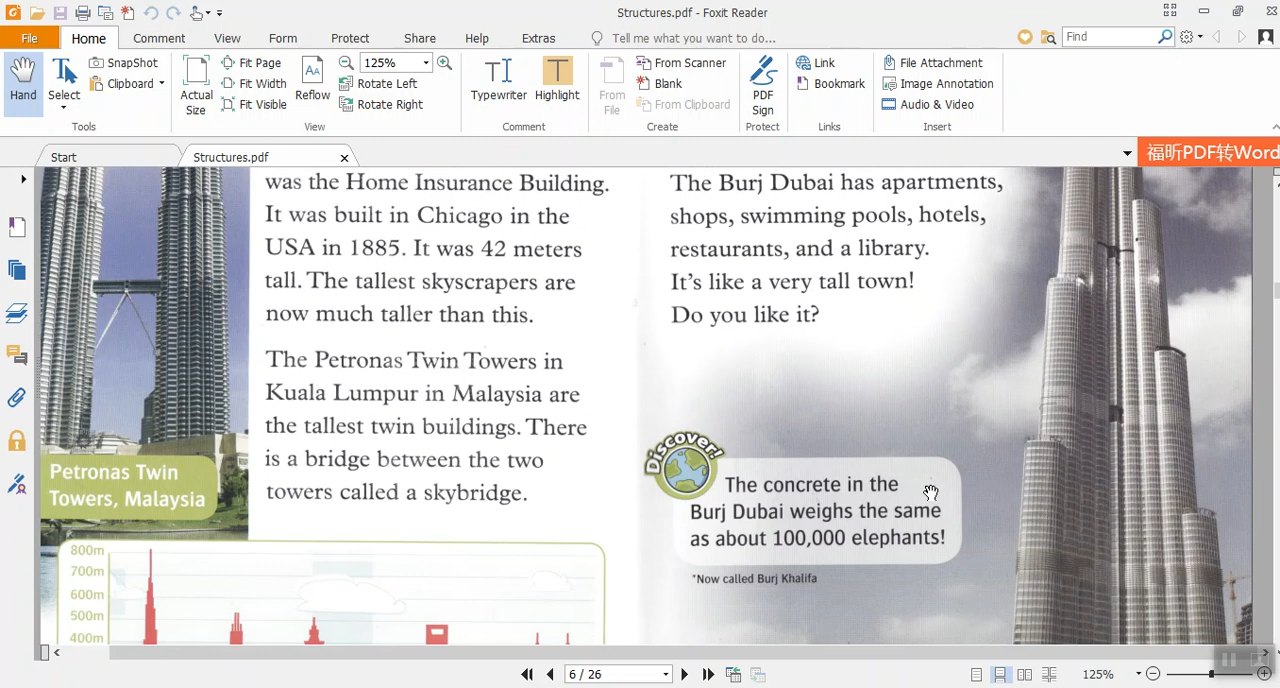 Structures.pdf - Foxit Reader
File
Home
Comment
View
Form
Protect
Share
Help
Extras
Tell me what you want to do...
Find
Hand
Select
SnapShot
Clipboard
Tools
Actual
Size
Fit Page
Fit Width
Fit Visible
Reflow
125%
Rotate Left
Rotate Right
View
Typewriter
Highlight
Comment
From
File
From Scanner
Blank
From Clipboard
Create
PDF
Sign
Protect
Link
Bookmark
Links
File Attachment
Image Annotation
Audio & Video
Insert
Start
Structures.pdf
福昕PDF转Word
was the Home Insurance Building.
It was built in Chicago in the
USA in 1885. It was 42 meters
tall. The tallest skyscrapers are
now much taller than this.
The Petronas Twin Towers in
Kuala Lumpur in Malaysia are
the tallest twin buildings. There
is a bridge between the two
towers called a skybridge.
Petronas Twin
Towers, Malaysia
800m
700m
600m
500m
400m
The Burj Dubai has apartments,
shops, swimming pools, hotels,
restaurants, and a library.
It's like a very tall town!
Do you like it?
Discover!
The concrete in the
Burj Dubai weighs the same
as about 100,000 elephants!
*Now called Burj Khalifa
6 / 26
125%